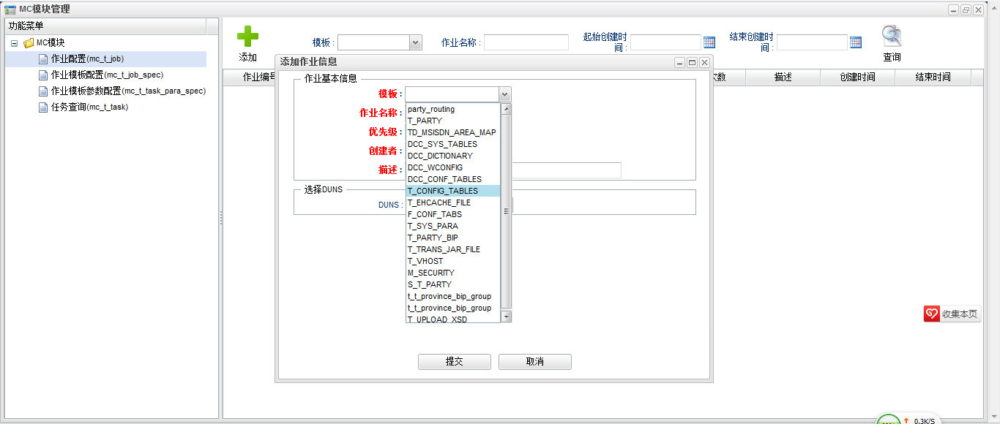 MC模块管理
功能菜单
MC模块
作业配置(mc_t_job)
作业模板配置(mc_t_job_spec)
作业模板参数配置(mc_t_task_para_spec)
任务查询(mc_t_task)
添加
模板 :
作业名称 :
起始创建时
间 :
结束创建时
间 :
查询
作业编号
次数
描述
创建时间
结束时间
添加作业信息
作业基本信息
模板 :
作业名称 :
优先级 :
创建者 :
描述 :
party_routing
T_PARTY
TD_MSISDN_AREA_MAP
DCC_SYS_TABLES
DCC_DICTIONARY
DCC_WCONFIG
DCC_CONF_TABLES
T_CONFIG_TABLES
T_EHCACHE_FILE
F_CONF_TABS
T_SYS_PARA
T_PARTY_BIP
T_TRANS_JAR_FILE
T_VHOST
M_SECURITY
S_T_PARTY
t_t_province_bip_group
t_t_province_bip_group
T_UPLOAD_XSD
选择DUNS
DUNS :
提交
取消
收集本页
0.3K/S